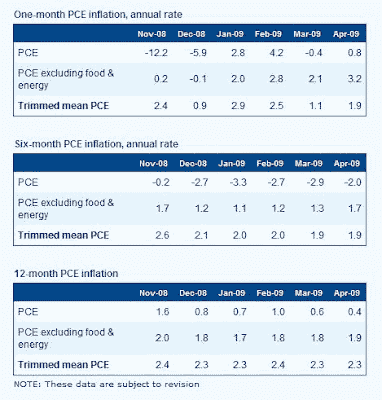 One-month PCE inflation, annual rate
Nov-08 Dec-08 Jan-09 Feb-09 Mar-09 Apr-09
PCE -12.2 -5.9 2.8 4.2 -0.4 0.8
PCE excluding food &
energy 0.2 -0.1 2.0 2.8 2.1 3.2
Trimmed mean PCE 2.4 0.9 2.9 2.5 1.1 1.9
Six-month PCE inflation, annual rate
Nov-08 Dec-08 Jan-09 Feb-09 Mar-09 Apr-09
PCE -0.2 -2.7 -3.3 -2.7 -2.9 -2.0
PCE excluding food &
energy 1.7 1.2 1.1 1.2 1.3 1.7
Trimmed mean PCE 2.6 2.1 2.0 2.0 1.9 1.9
12-month PCE inflation
Nov-08 Dec-08 Jan-09 Feb-09 Mar-09 Apr-09
PCE 1.6 0.8 0.7 1.0 0.6 0.4
PCE excluding food &
energy 2.0 1.8 1.7 1.8 1.8 1.9
Trimmed mean PCE 2.4 2.3 2.3 2.4 2.3 2.3
NOTE: These data are subject to revision